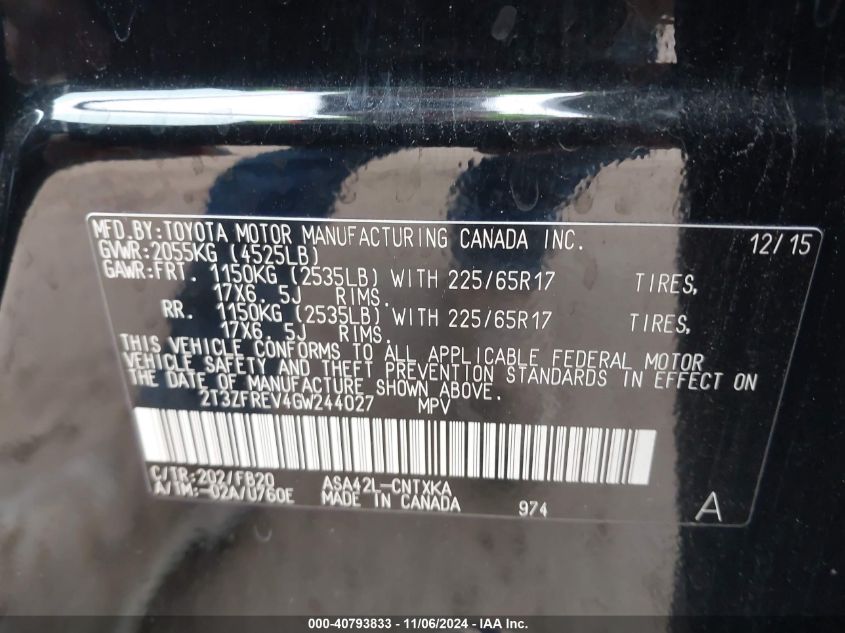 MFD.BY:TOYOTA MOTOR MANUFACTURING CANADA INC. 12/15
GVWR:2055KG (4525LB)
GAWR:FRT. 1150KG (2535LB) WITH 225/65R17 TIRES,
17X6. 5J RIMS.
RR. 1150KG (2535LB) WITH 225/65R17 TIRES,
17X6. 5J RIMS.
THIS VEHICLE CONFORMS TO ALL APPLICABLE FEDERAL MOTOR
VEHICLE SAFETY AND THEFT PREVENTION STANDARDS IN EFFECT ON
THE DATE OF MANUFACTURE SHOWN ABOVE.
2T3ZFREV4GW244027 MPV
C/TR:202/FB20 ASA42L-CNTXKA
A/TM:-02A/U760E MADE IN CANADA 974 A
000-40793833 - 11/06/2024 - IAA Inc.